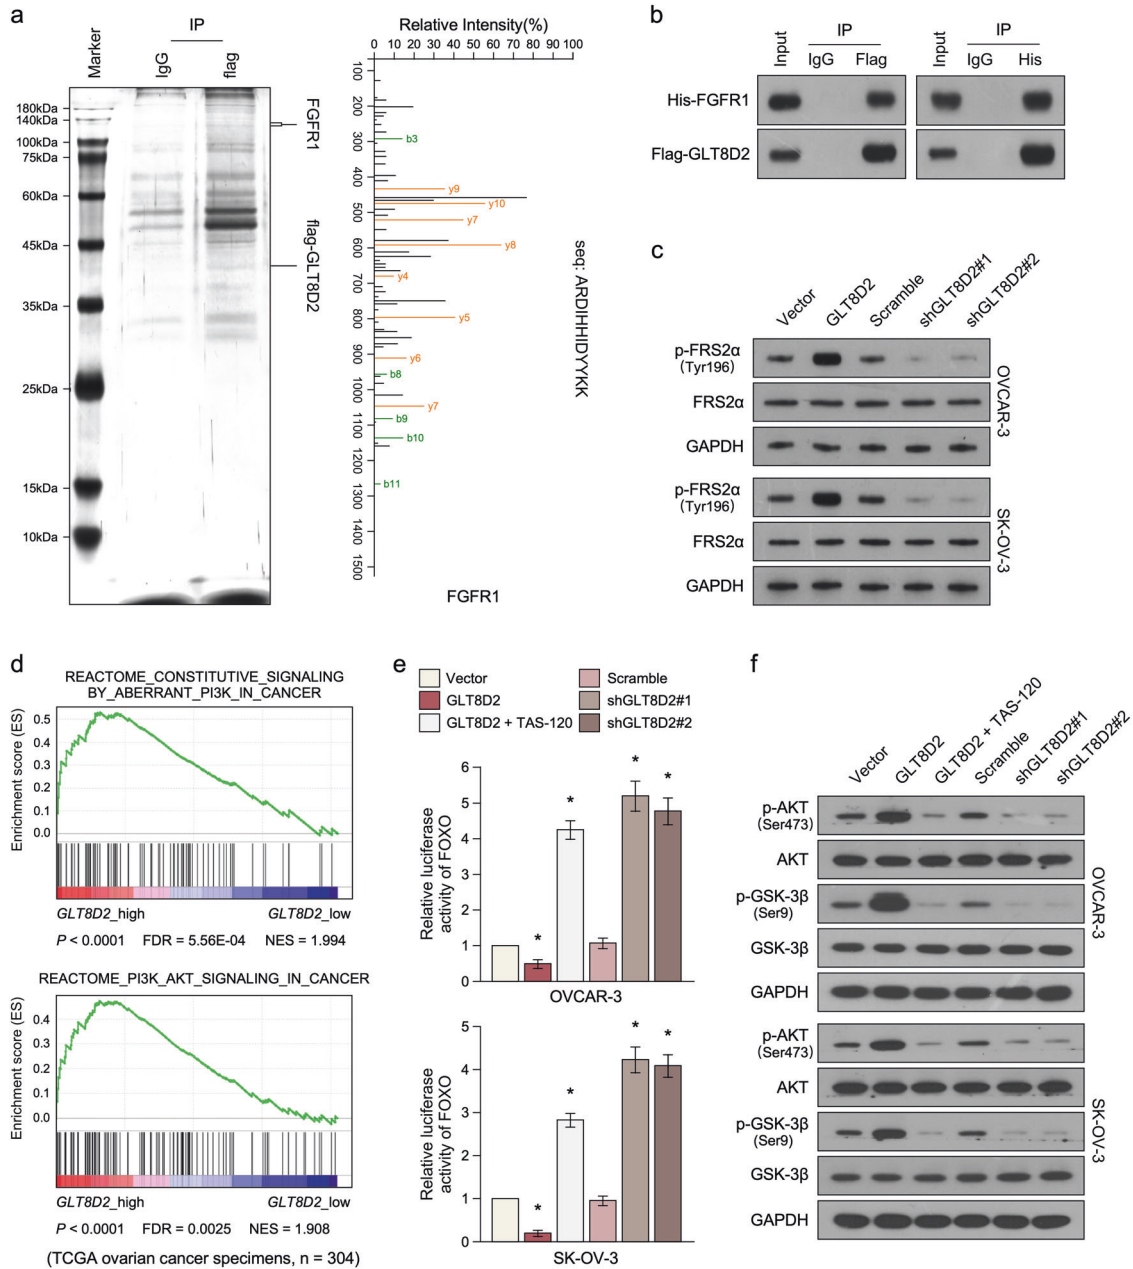 a
IP
Marker
IgG
flag
180kDa
140kDa
100kDa
75kDa
60kDa
45kDa
35kDa
25kDa
15kDa
10kDa
FGFR1
flag-GLT8D2
Relative Intensity(%)
0 10 20 30 40 50 60 70 80 90 100
100
200
300
400
500
600
700
800
900
1000
1100
1200
1300
1400
1500
b3
y9
y10
y7
y8
y4
y5
y6
b8
y7
b9
b10
b11
seq: ARDIHHIDYYKK
FGFR1
b
Input
IP
IgG Flag
Input
IP
IgG His
His-FGFR1
Flag-GLT8D2
c
Vector
GLT8D2
Scramble
shGLT8D2#1
shGLT8D2#2
p-FRS2α
(Tyr196)
FRS2α
GAPDH
OVCAR-3
p-FRS2α
(Tyr196)
FRS2α
GAPDH
SK-OV-3
d
REACTOME_CONSTITUTIVE_SIGNALING
BY_ABERRANT_PI3K_IN_CANCER
Enrichment score (ES)
0.5
0.4
0.3
0.2
0.1
0.0
GLT8D2_high GLT8D2_low
P < 0.0001 FDR = 5.56E-04 NES = 1.994
REACTOME_PI3K_AKT_SIGNALING_IN_CANCER
Enrichment score (ES)
0.4
0.3
0.2
0.1
0.0
GLT8D2_high GLT8D2_low
P < 0.0001 FDR = 0.0025 NES = 1.908
(TCGA ovarian cancer specimens, n = 304)
e
Vector
GLT8D2
GLT8D2 + TAS-120
Scramble
shGLT8D2#1
shGLT8D2#2
Relative luciferase
activity of FOXO
6
5
4
3
2
1
0
*
*
*
*
OVCAR-3
Relative luciferase
activity of FOXO
5
4
3
2
1
0
*
*
*
*
SK-OV-3
f
Vector
GLT8D2
GLT8D2 + TAS-120
Scramble
shGLT8D2#1
shGLT8D2#2
p-AKT
(Ser473)
AKT
p-GSK-3β
(Ser9)
GSK-3β
GAPDH
OVCAR-3
p-AKT
(Ser473)
AKT
p-GSK-3β
(Ser9)
GSK-3β
GAPDH
SK-OV-3